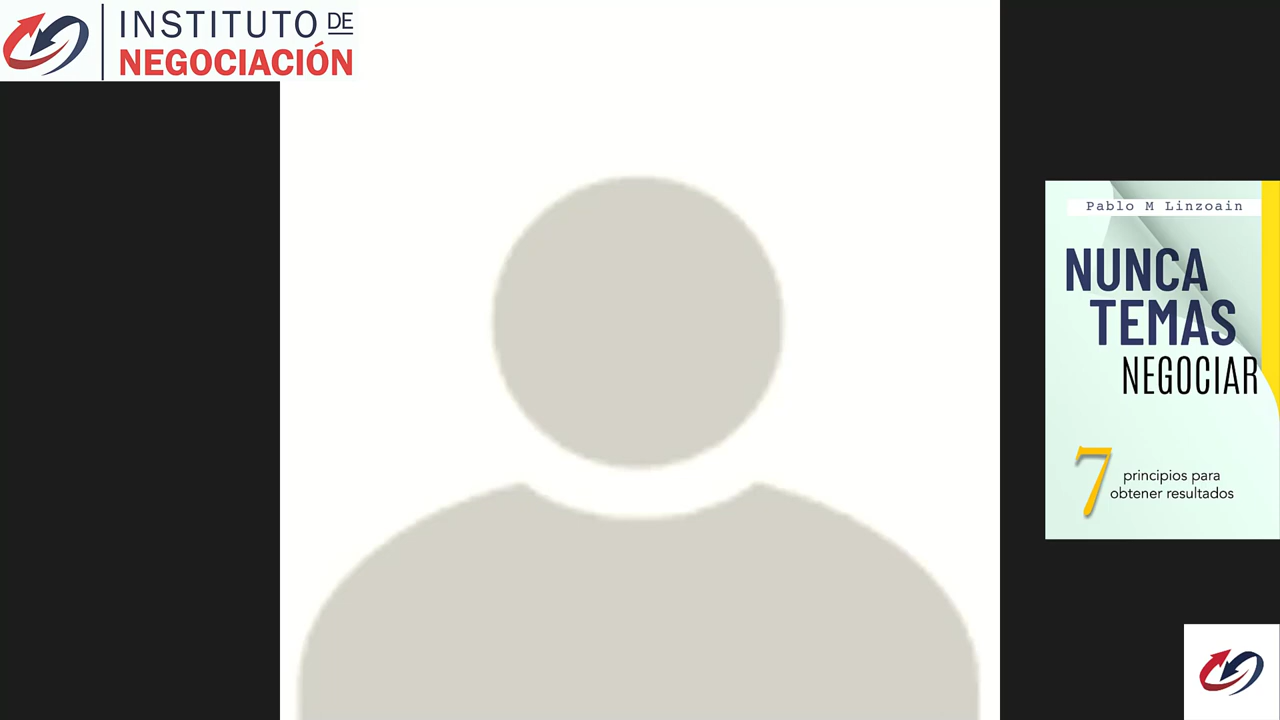 INSTITUTO DE
NEGOCIACIÓN
Pablo M Linzoain
NUNCA
TEMAS
NEGOCIAR
7
principios para
obtener resultados